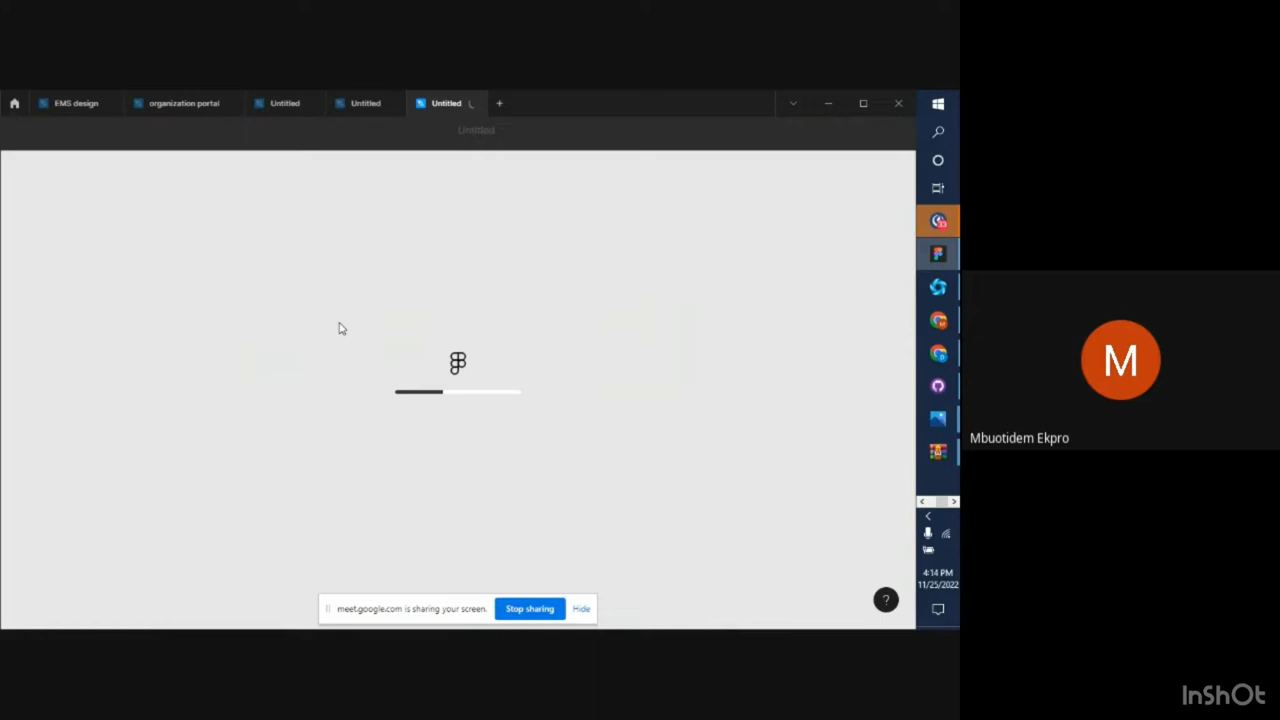 EMS design
organization portal
Untitled
Untitled
Untitled
Untitled
meet.google.com is sharing your screen.
Stop sharing
Hide
?
4:14 PM
11/25/2022
M
Mbuotidem Ekpro
InShOt